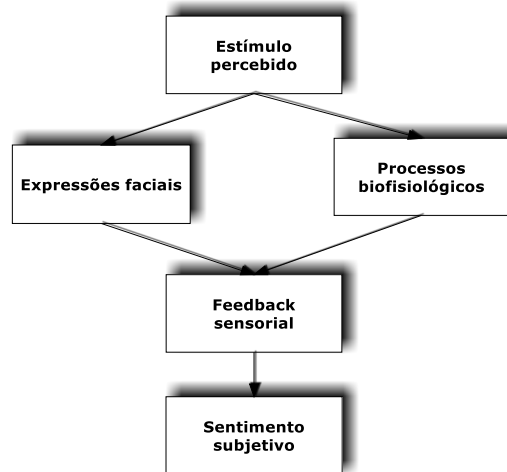 Estímulo
percebido
Expressões faciais
Processos
biofisiológicos
Feedback
sensorial
Sentimento
subjetivo